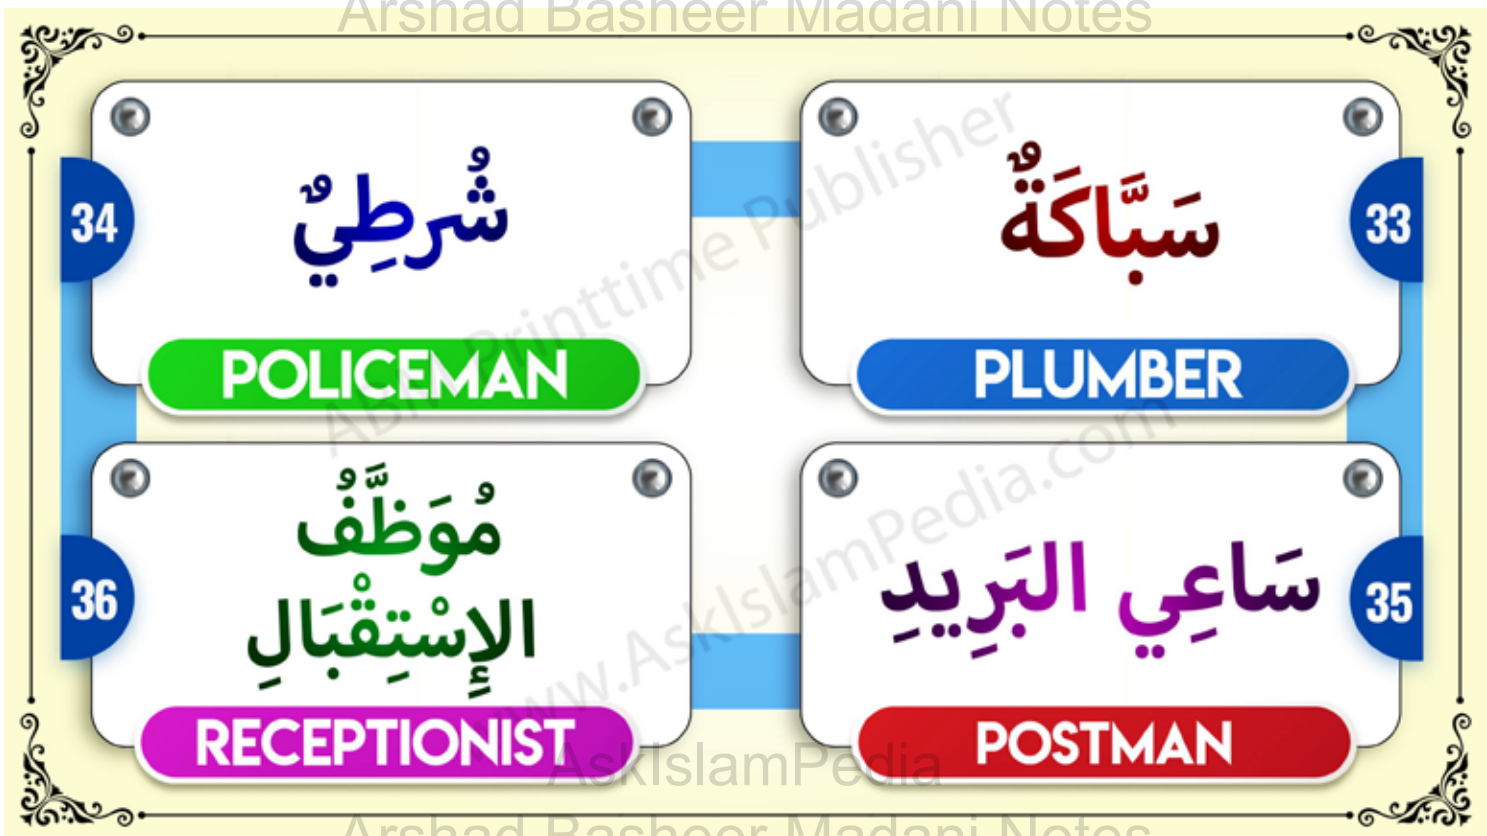 Arshad Basheer Madani Notes
33
سَبَّاكَةٌ
PLUMBER
34
شُرطِيٌ
POLICEMAN
35
سَاعِي البَرِيدِ
POSTMAN
36
مُوَظَّفُ
الإِسْتِقْبَالِ
RECEPTIONIST
ABM Printtime Publisher
www.AskIslamPedia.com
AskIslamPedia
Arshad Basheer Madani Notes